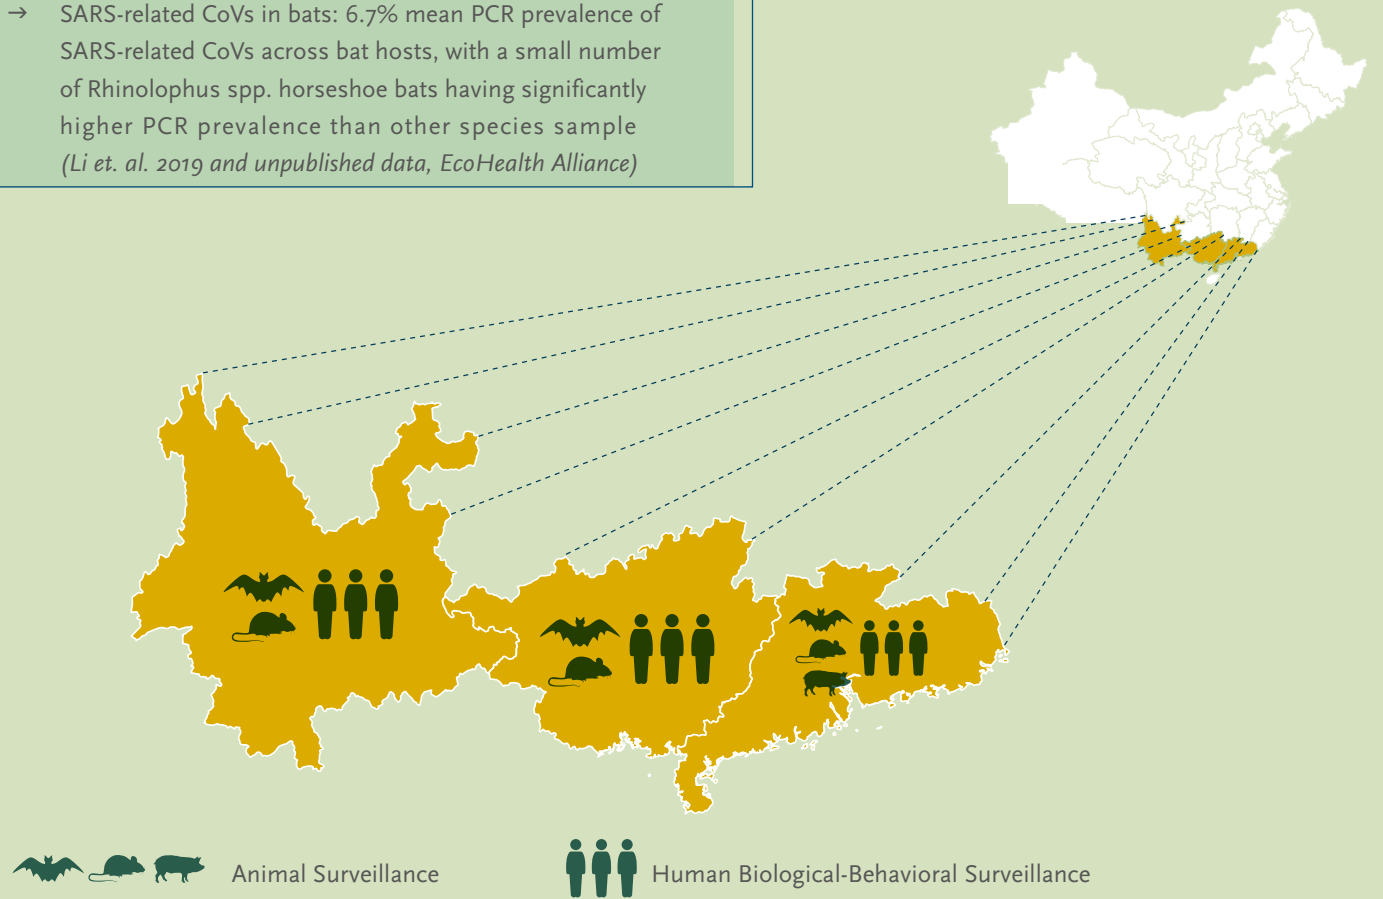 → SARS-related CoVs in bats: 6.7% mean PCR prevalence of
SARS-related CoVs across bat hosts, with a small number
of Rhinolophus spp. horseshoe bats having significantly
higher PCR prevalence than other species sample
(Li et. al. 2019 and unpublished data, EcoHealth Alliance)
Animal Surveillance
Human Biological-Behavioral Surveillance